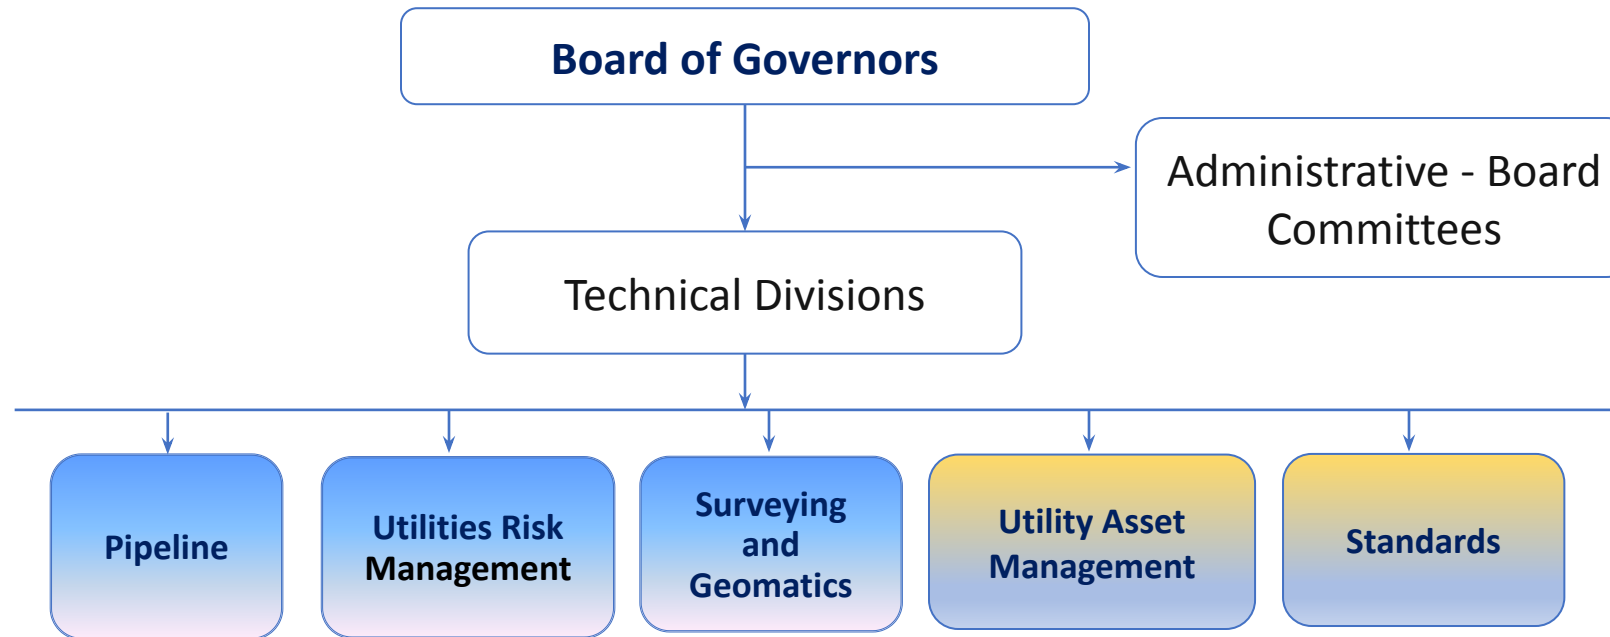 Board of Governors
Administrative - Board
Committees
Technical Divisions
Pipeline
Utilities Risk
Management
Surveying
and
Geomatics
Utility Asset
Management
Standards